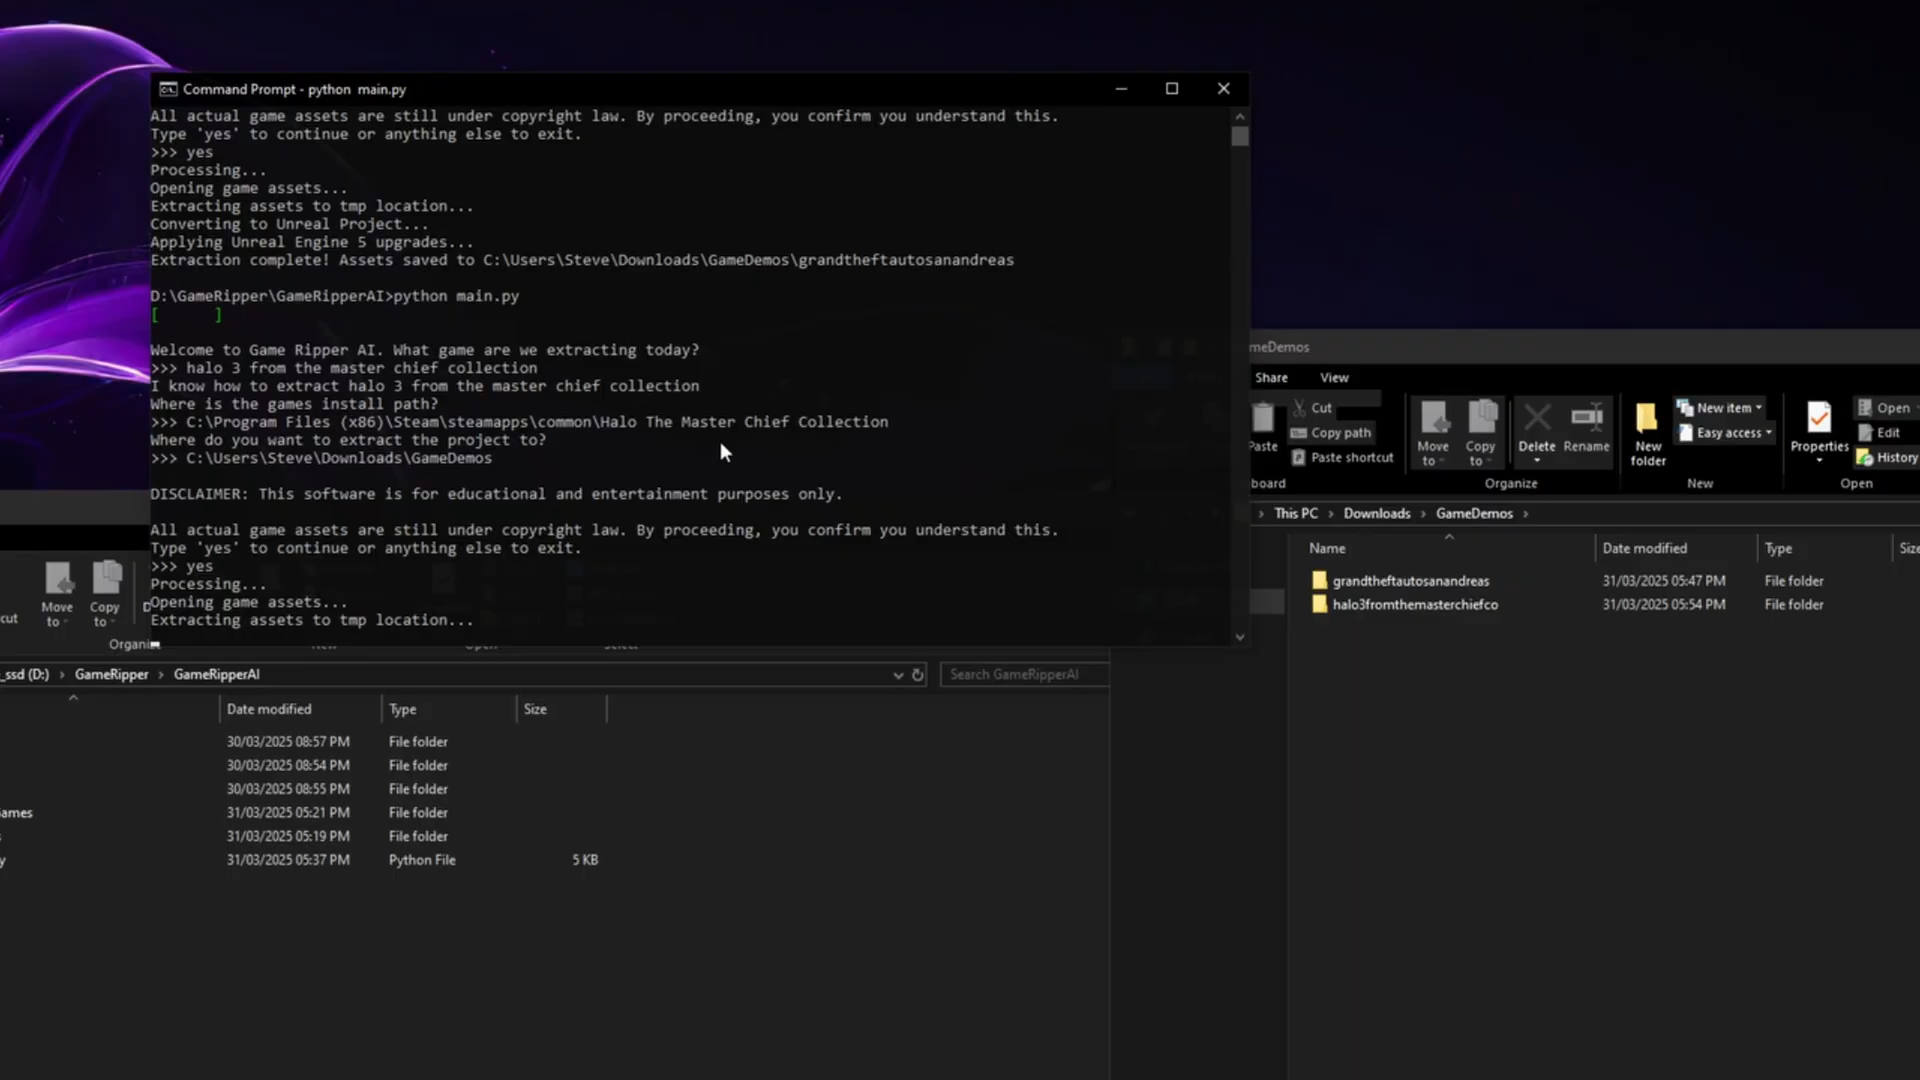 Command Prompt - python main.py
All actual game assets are still under copyright law. By proceeding, you confirm you understand this.
Type 'yes' to continue or anything else to exit.
>>> yes
Processing...
Opening game assets...
Extracting assets to tmp location...
Converting to Unreal Project...
Applying Unreal Engine 5 upgrades...
Extraction complete! Assets saved to C:\Users\Steve\Downloads\GameDemos\grandtheftautosanandreas
D:\GameRipper\GameRipperAI>python main.py
[ ]
Welcome to Game Ripper AI. What game are we extracting today?
>>> halo 3 from the master chief collection
I know how to extract halo 3 from the master chief collection
Where is the games install path?
>>> C:\Program Files (x86)\Steam\steamapps\common\Halo The Master Chief Collection
Where do you want to extract the project to?
>>> C:\Users\Steve\Downloads\GameDemos
DISCLAIMER: This software is for educational and entertainment purposes only.
All actual game assets are still under copyright law. By proceeding, you confirm you understand this.
Type 'yes' to continue or anything else to exit.
>>> yes
Processing...
Opening game assets...
Extracting assets to tmp location...
meDemos
Share View
Paste
Cut
Copy path
Paste shortcut
Move to
Copy to
Delete
Rename
New folder
New item
Easy access
Properties
Open
Edit
History
board
Organize
New
Open
> This PC > Downloads > GameDemos >
Name Date modified Type Size
grandtheftautosanandreas 31/03/2025 05:47 PM File folder
halo3fromthemasterchiefco 31/03/2025 05:54 PM File folder
cut
Move to
Copy to
D
Organiz
_ssd (D:) > GameRipper > GameRipperAI
Search GameRipperAI
Date modified Type Size
30/03/2025 08:57 PM File folder
30/03/2025 08:54 PM File folder
30/03/2025 08:55 PM File folder
ames 31/03/2025 05:21 PM File folder
s 31/03/2025 05:19 PM File folder
y 31/03/2025 05:37 PM Python File 5 KB